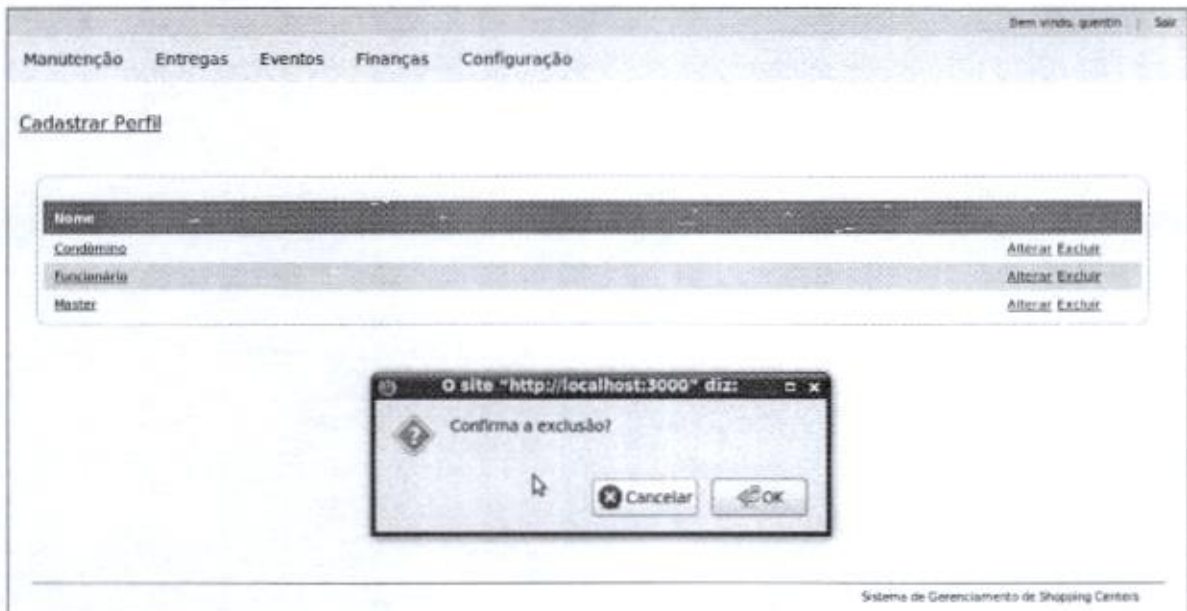 Bem vindo, quentin | Sair
Manutenção Entregas Eventos Finanças Configuração
Cadastrar Perfil
Nome
Condômino Alterar Excluir
Funcionário Alterar Excluir
Master Alterar Excluir
O site "http://localhost:3000" diz:
Confirma a exclusão?
Cancelar OK
Sistema de Gerenciamento de Shopping Centers